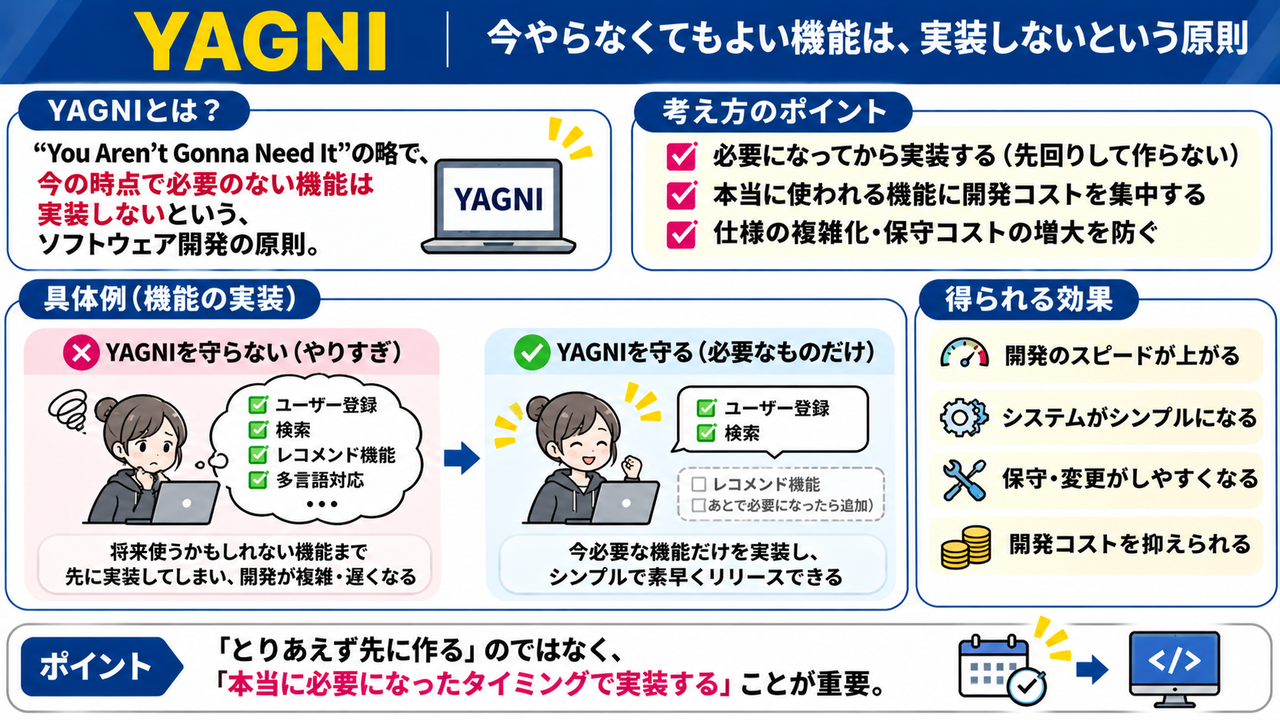 YAGNI
今やらなくてもよい機能は、実装しないという原則
YAGNIとは？
“You Aren’t Gonna Need It”の略で、
今の時点で必要のない機能は
実装しないという、
ソフトウェア開発の原則。
YAGNI
考え方のポイント
必要になってから実装する（先回りして作らない）
本当に使われる機能に開発コストを集中する
仕様の複雑化・保守コストの増大を防ぐ
具体例（機能の実装）
YAGNIを守らない（やりすぎ）
ユーザー登録
検索
レコメンド機能
多言語対応
•••
将来使うかもしれない機能まで
先に実装してしまい、開発が複雑・遅くなる
YAGNIを守る（必要なものだけ）
ユーザー登録
検索
レコメンド機能
（あとで必要になったら追加）
今必要な機能だけを実装し、
シンプルで素早くリリースできる
得られる効果
開発のスピードが上がる
システムがシンプルになる
保守・変更がしやすくなる
開発コストを抑えられる
ポイント
「とりあえず先に作る」のではなく、
「本当に必要になったタイミングで実装する」ことが重要。
</>